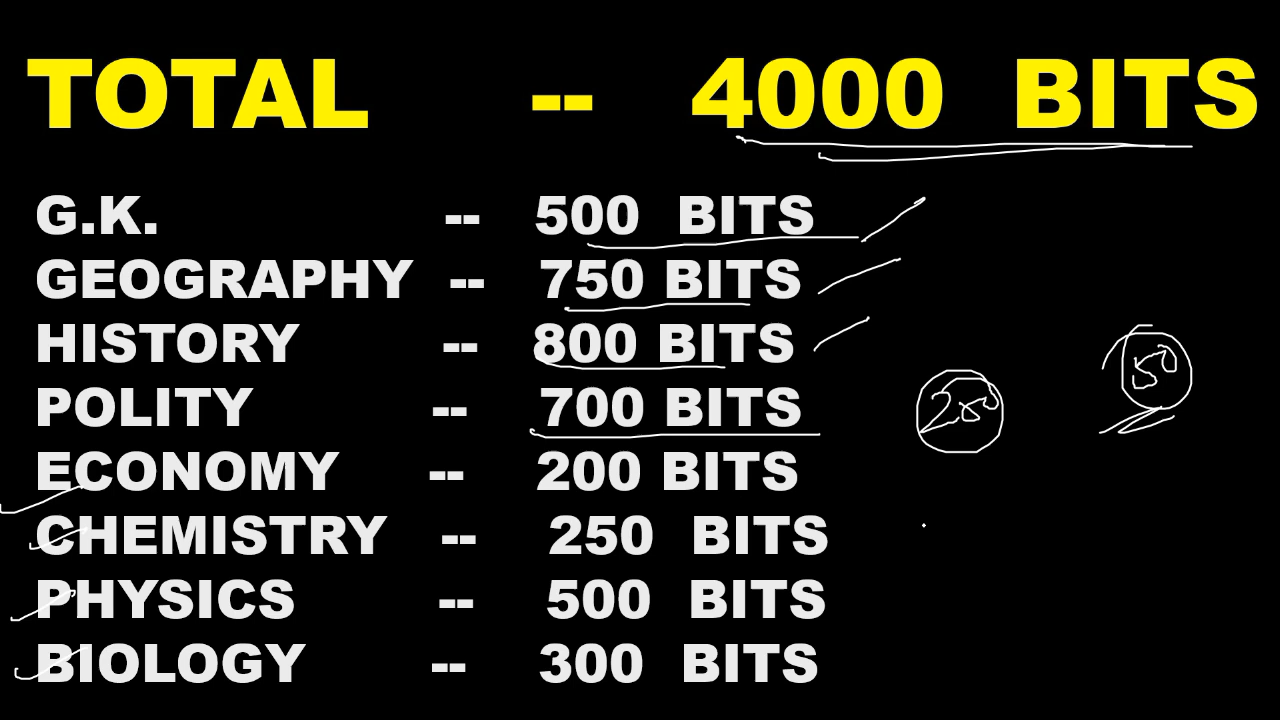 TOTAL -- 4000 BITS
G.K. -- 500 BITS
GEOGRAPHY -- 750 BITS
HISTORY -- 800 BITS
POLITY -- 700 BITS
ECONOMY -- 200 BITS
CHEMISTRY -- 250 BITS
PHYSICS -- 500 BITS
BIOLOGY -- 300 BITS
50